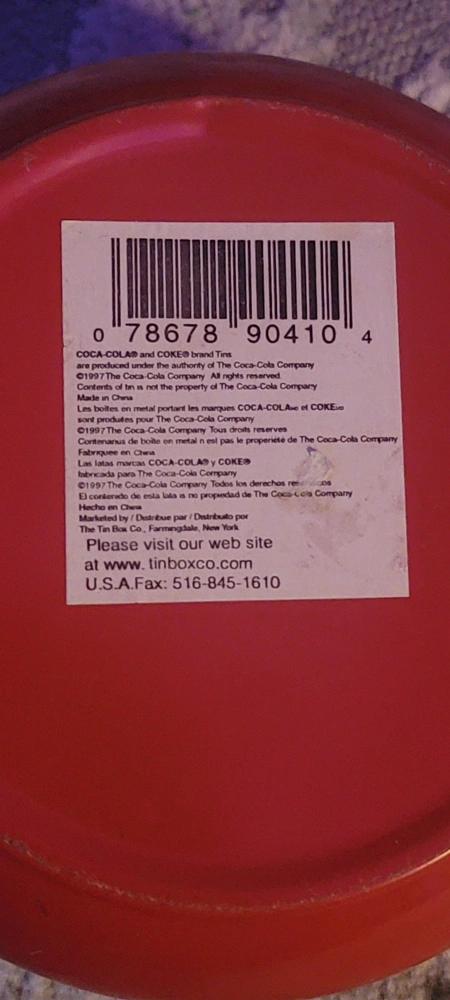 0 78678 90410 4
COCA-COLA® and COKE® brand Tins
are produced under the authority of The Coca-Cola Company
©1997 The Coca-Cola Company All rights reserved
Contents of tin is not the property of The Coca-Cola Company
Made in China
Les boites en metal portant les marques COCA-COLA et COKE
sont produites pour The Coca-Cola Company
©1997 The Coca-Cola Company Tous droits reserves
Contenanus de boite en metal n est pas le properiété de The Coca-Cola Company
Fabriquee en China
Las latas marcas COCA-COLA® y COKE®
fabricada para The Coca-Cola Company
©1997 The Coca-Cola Company Todos los derechos
El contenido de esta lata is no propiedad de The Coca-Cola Company
Hecho en China
Marketed by / Distribue par / Distribuito por
The Tin Box Co., Farmingdale, New York
Please visit our web site
at www. tinboxco.com
U.S.A.Fax: 516-845-1610